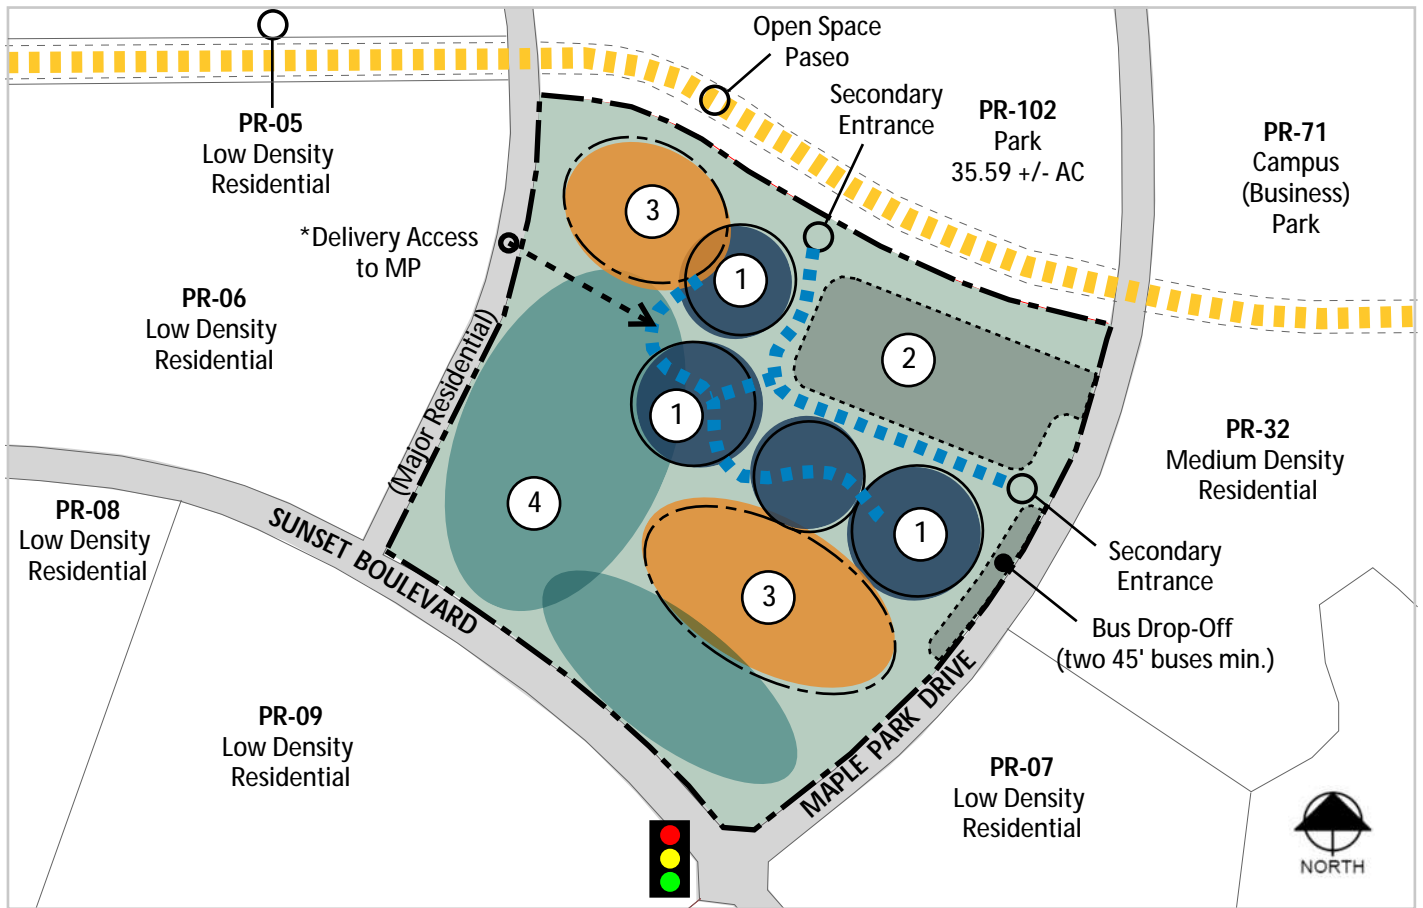 Open Space
Paseo
Secondary
Entrance
PR-102
Park
35.59 +/- AC
PR-71
Campus
(Business)
Park
PR-05
Low Density
Residential
*Delivery Access
to MP
PR-06
Low Density
Residential
(Major Residential)
3
1
2
1
4
1
3
PR-32
Medium Density
Residential
PR-08
Low Density
Residential
SUNSET BOULEVARD
Secondary
Entrance
Bus Drop-Off
(two 45' buses min.)
MAPLE PARK DRIVE
PR-09
Low Density
Residential
PR-07
Low Density
Residential
NORTH